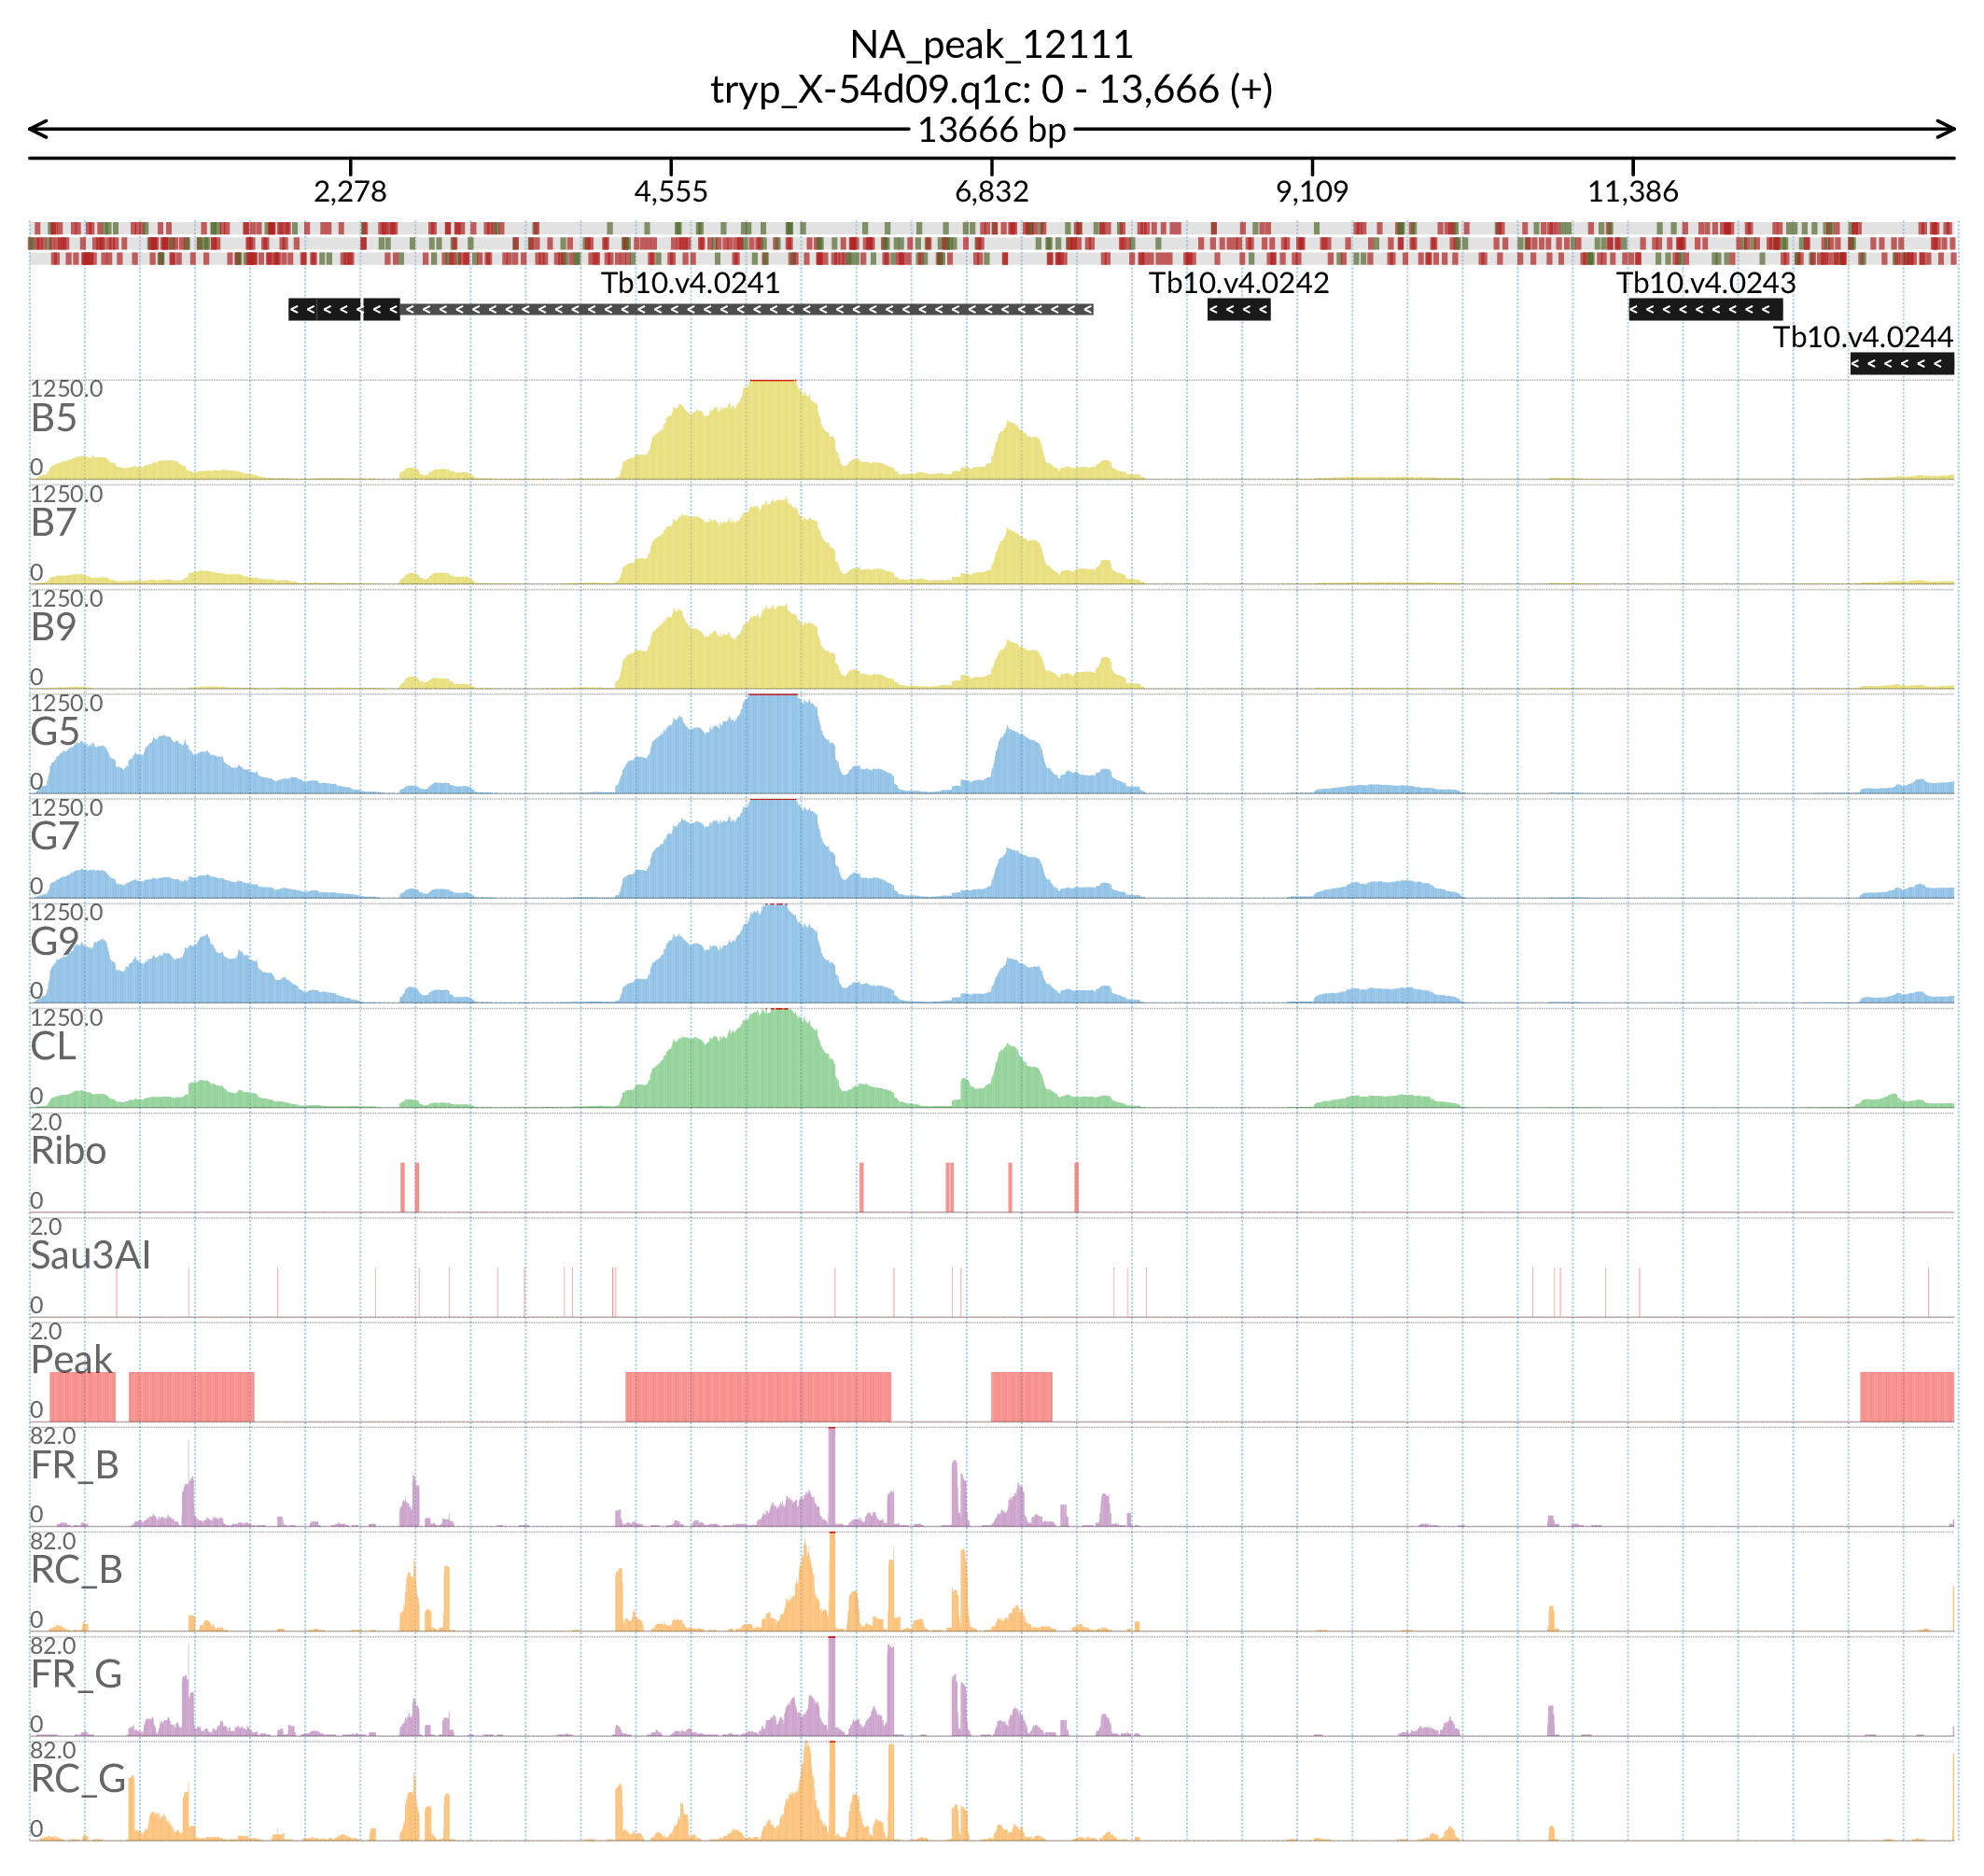 NA_peak_12111
tryp_X-54d09.q1c: 0 - 13,666 (+)
13666 bp
2,278 4,555 6,832 9,109 11,386
Tb10.v4.0241 Tb10.v4.0242 Tb10.v4.0243
Tb10.v4.0244
1250.0
B5
0
1250.0
B7
0
1250.0
B9
0
1250.0
G5
0
1250.0
G7
0
1250.0
G9
0
1250.0
CL
0
2.0
Ribo
0
2.0
Sau3AI
0
2.0
Peak
0
82.0
FR_B
0
82.0
RC_B
0
82.0
FR_G
0
82.0
RC_G
0